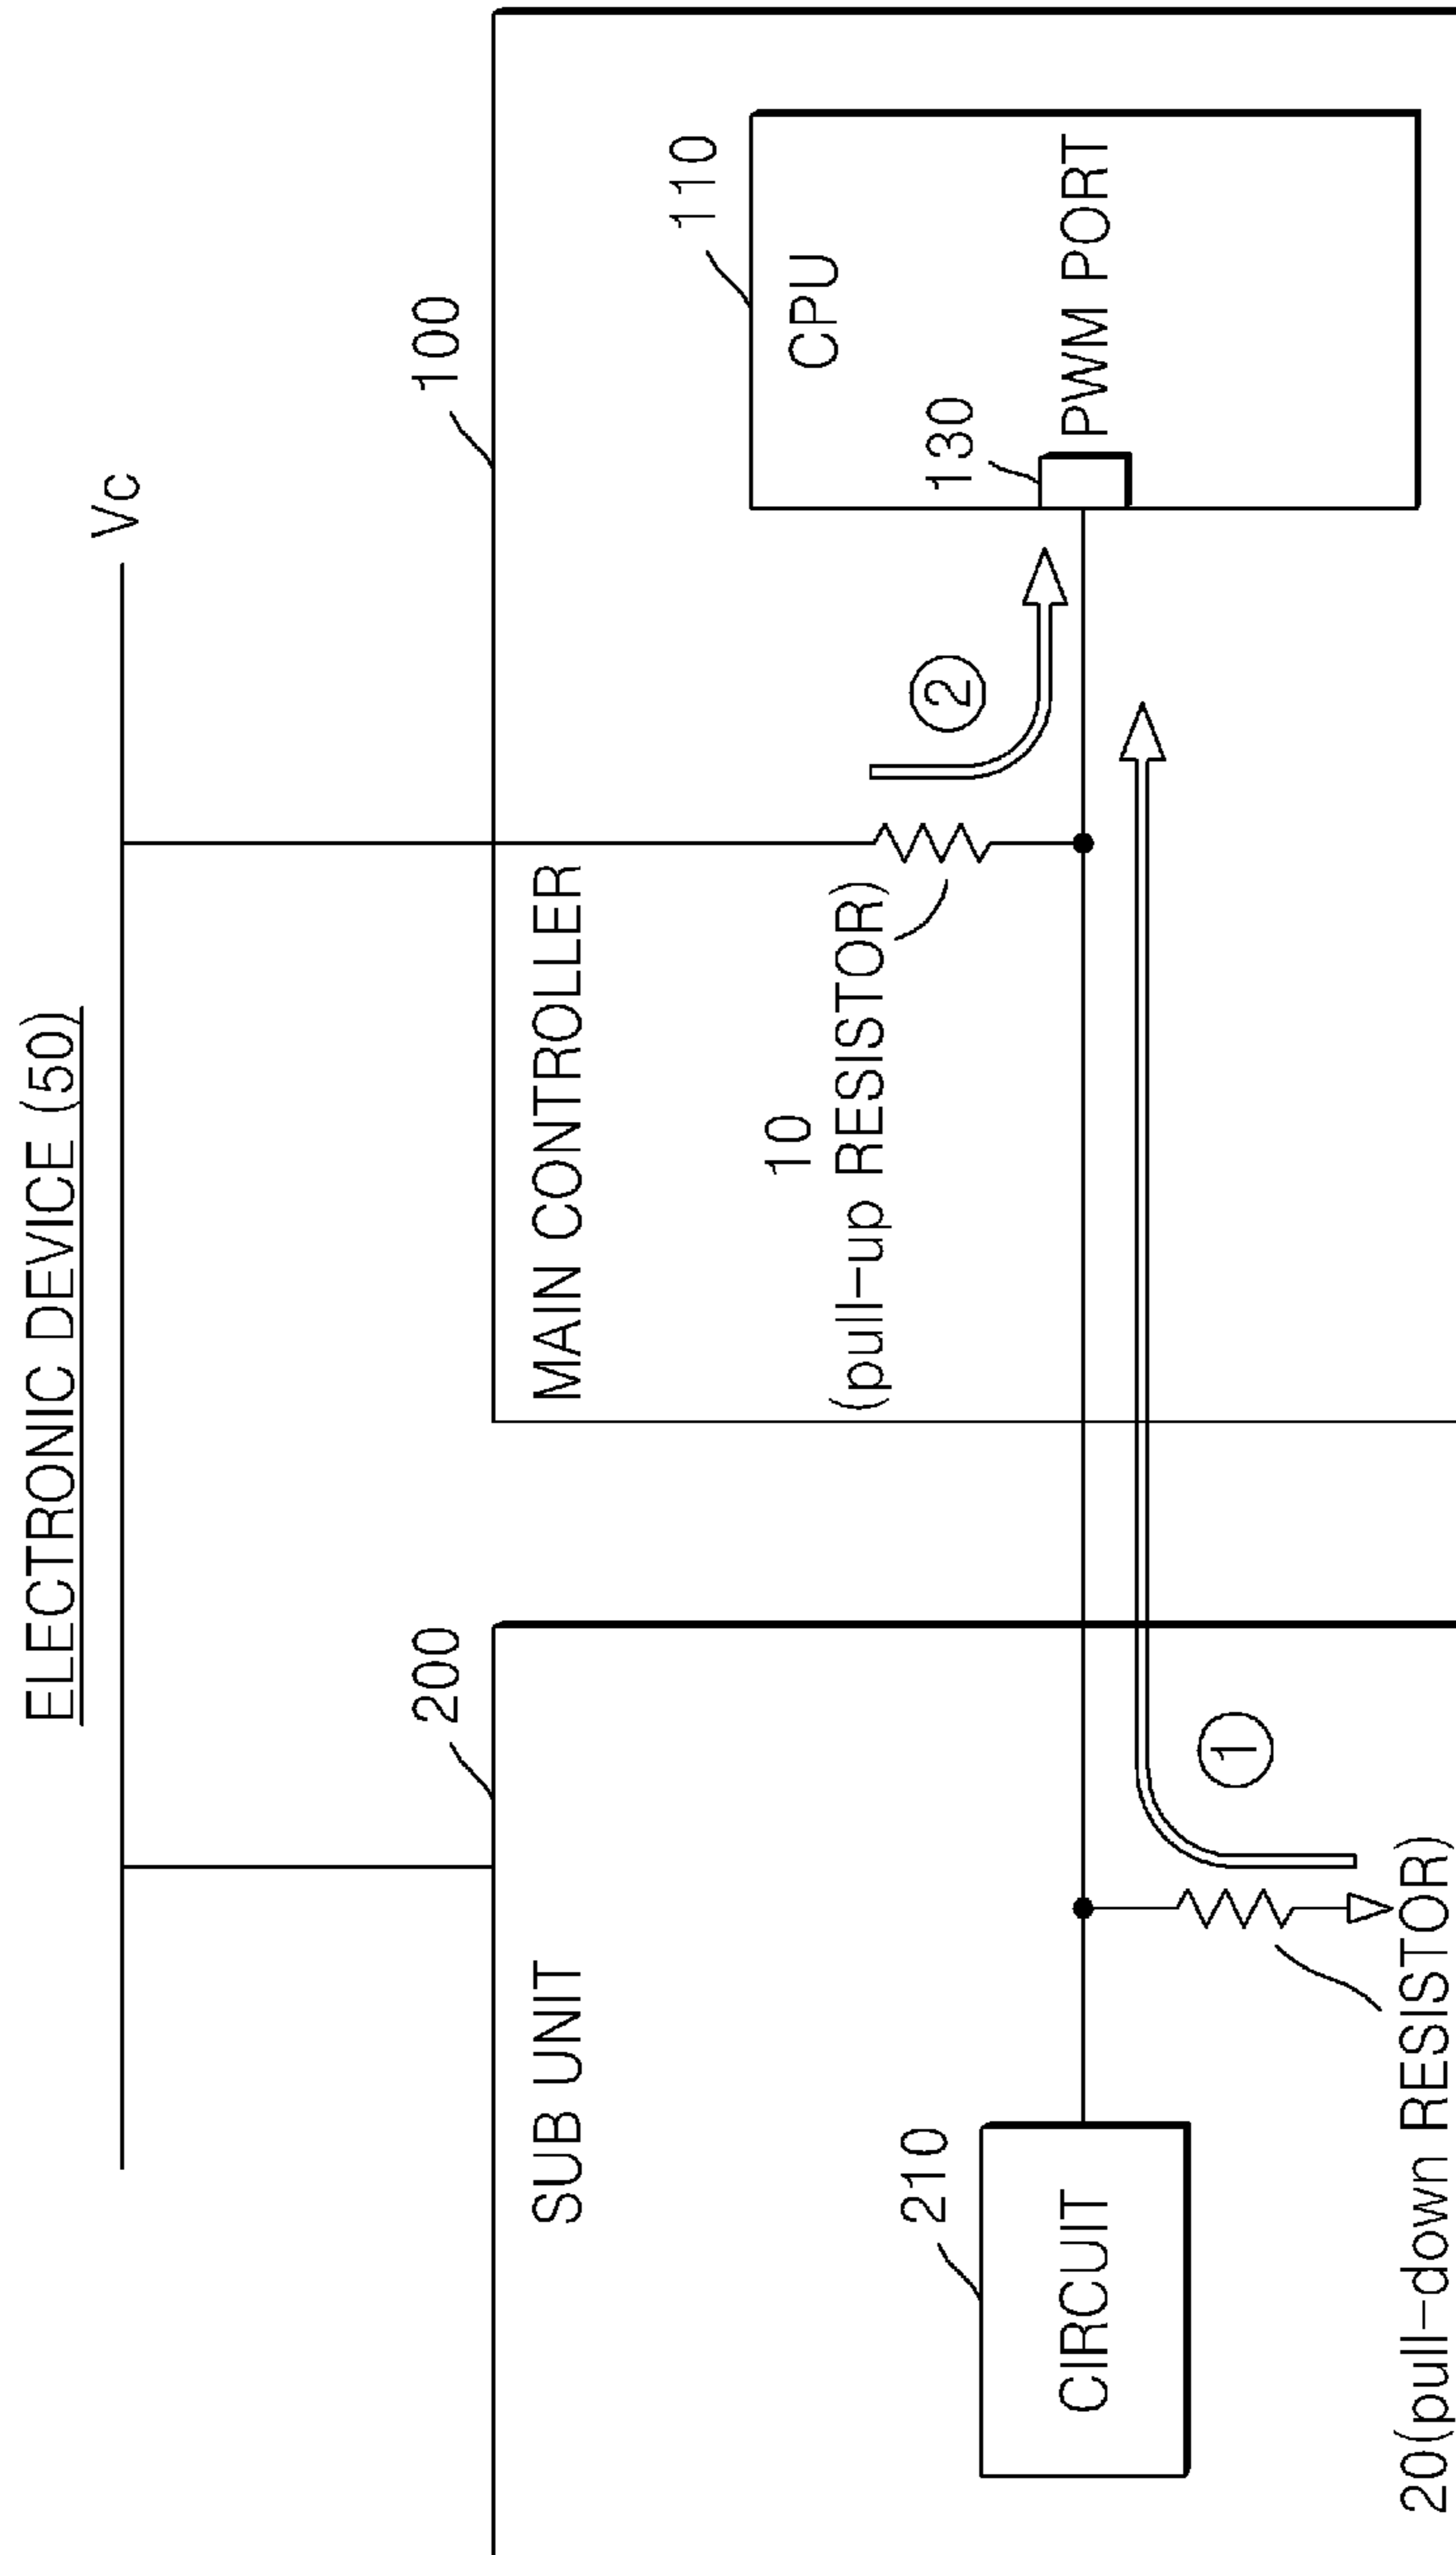 ELECTRONIC DEVICE (50)
Vc
200
100
SUB UNIT
MAIN CONTROLLER
110
CPU
10
(pull-up RESISTOR)
210
130
2
CIRCUIT
PWM PORT
1
20(pull-down RESISTOR)